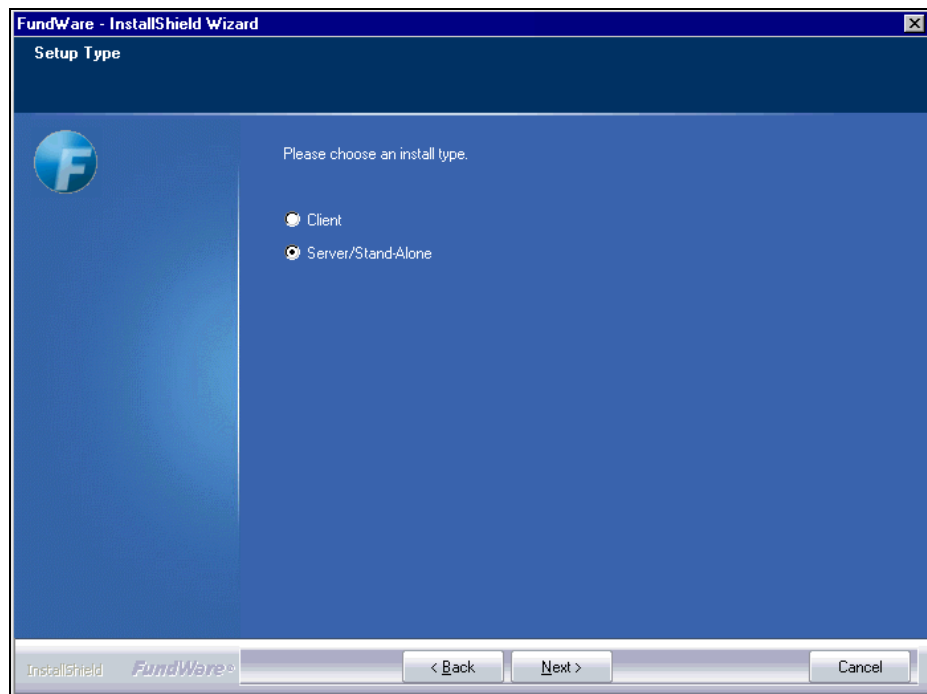 FundWare - InstallShield Wizard
Setup Type
F
Please choose an install type.
Client
Server/Stand-Alone
InstallShield FundWare®
< Back Next > Cancel